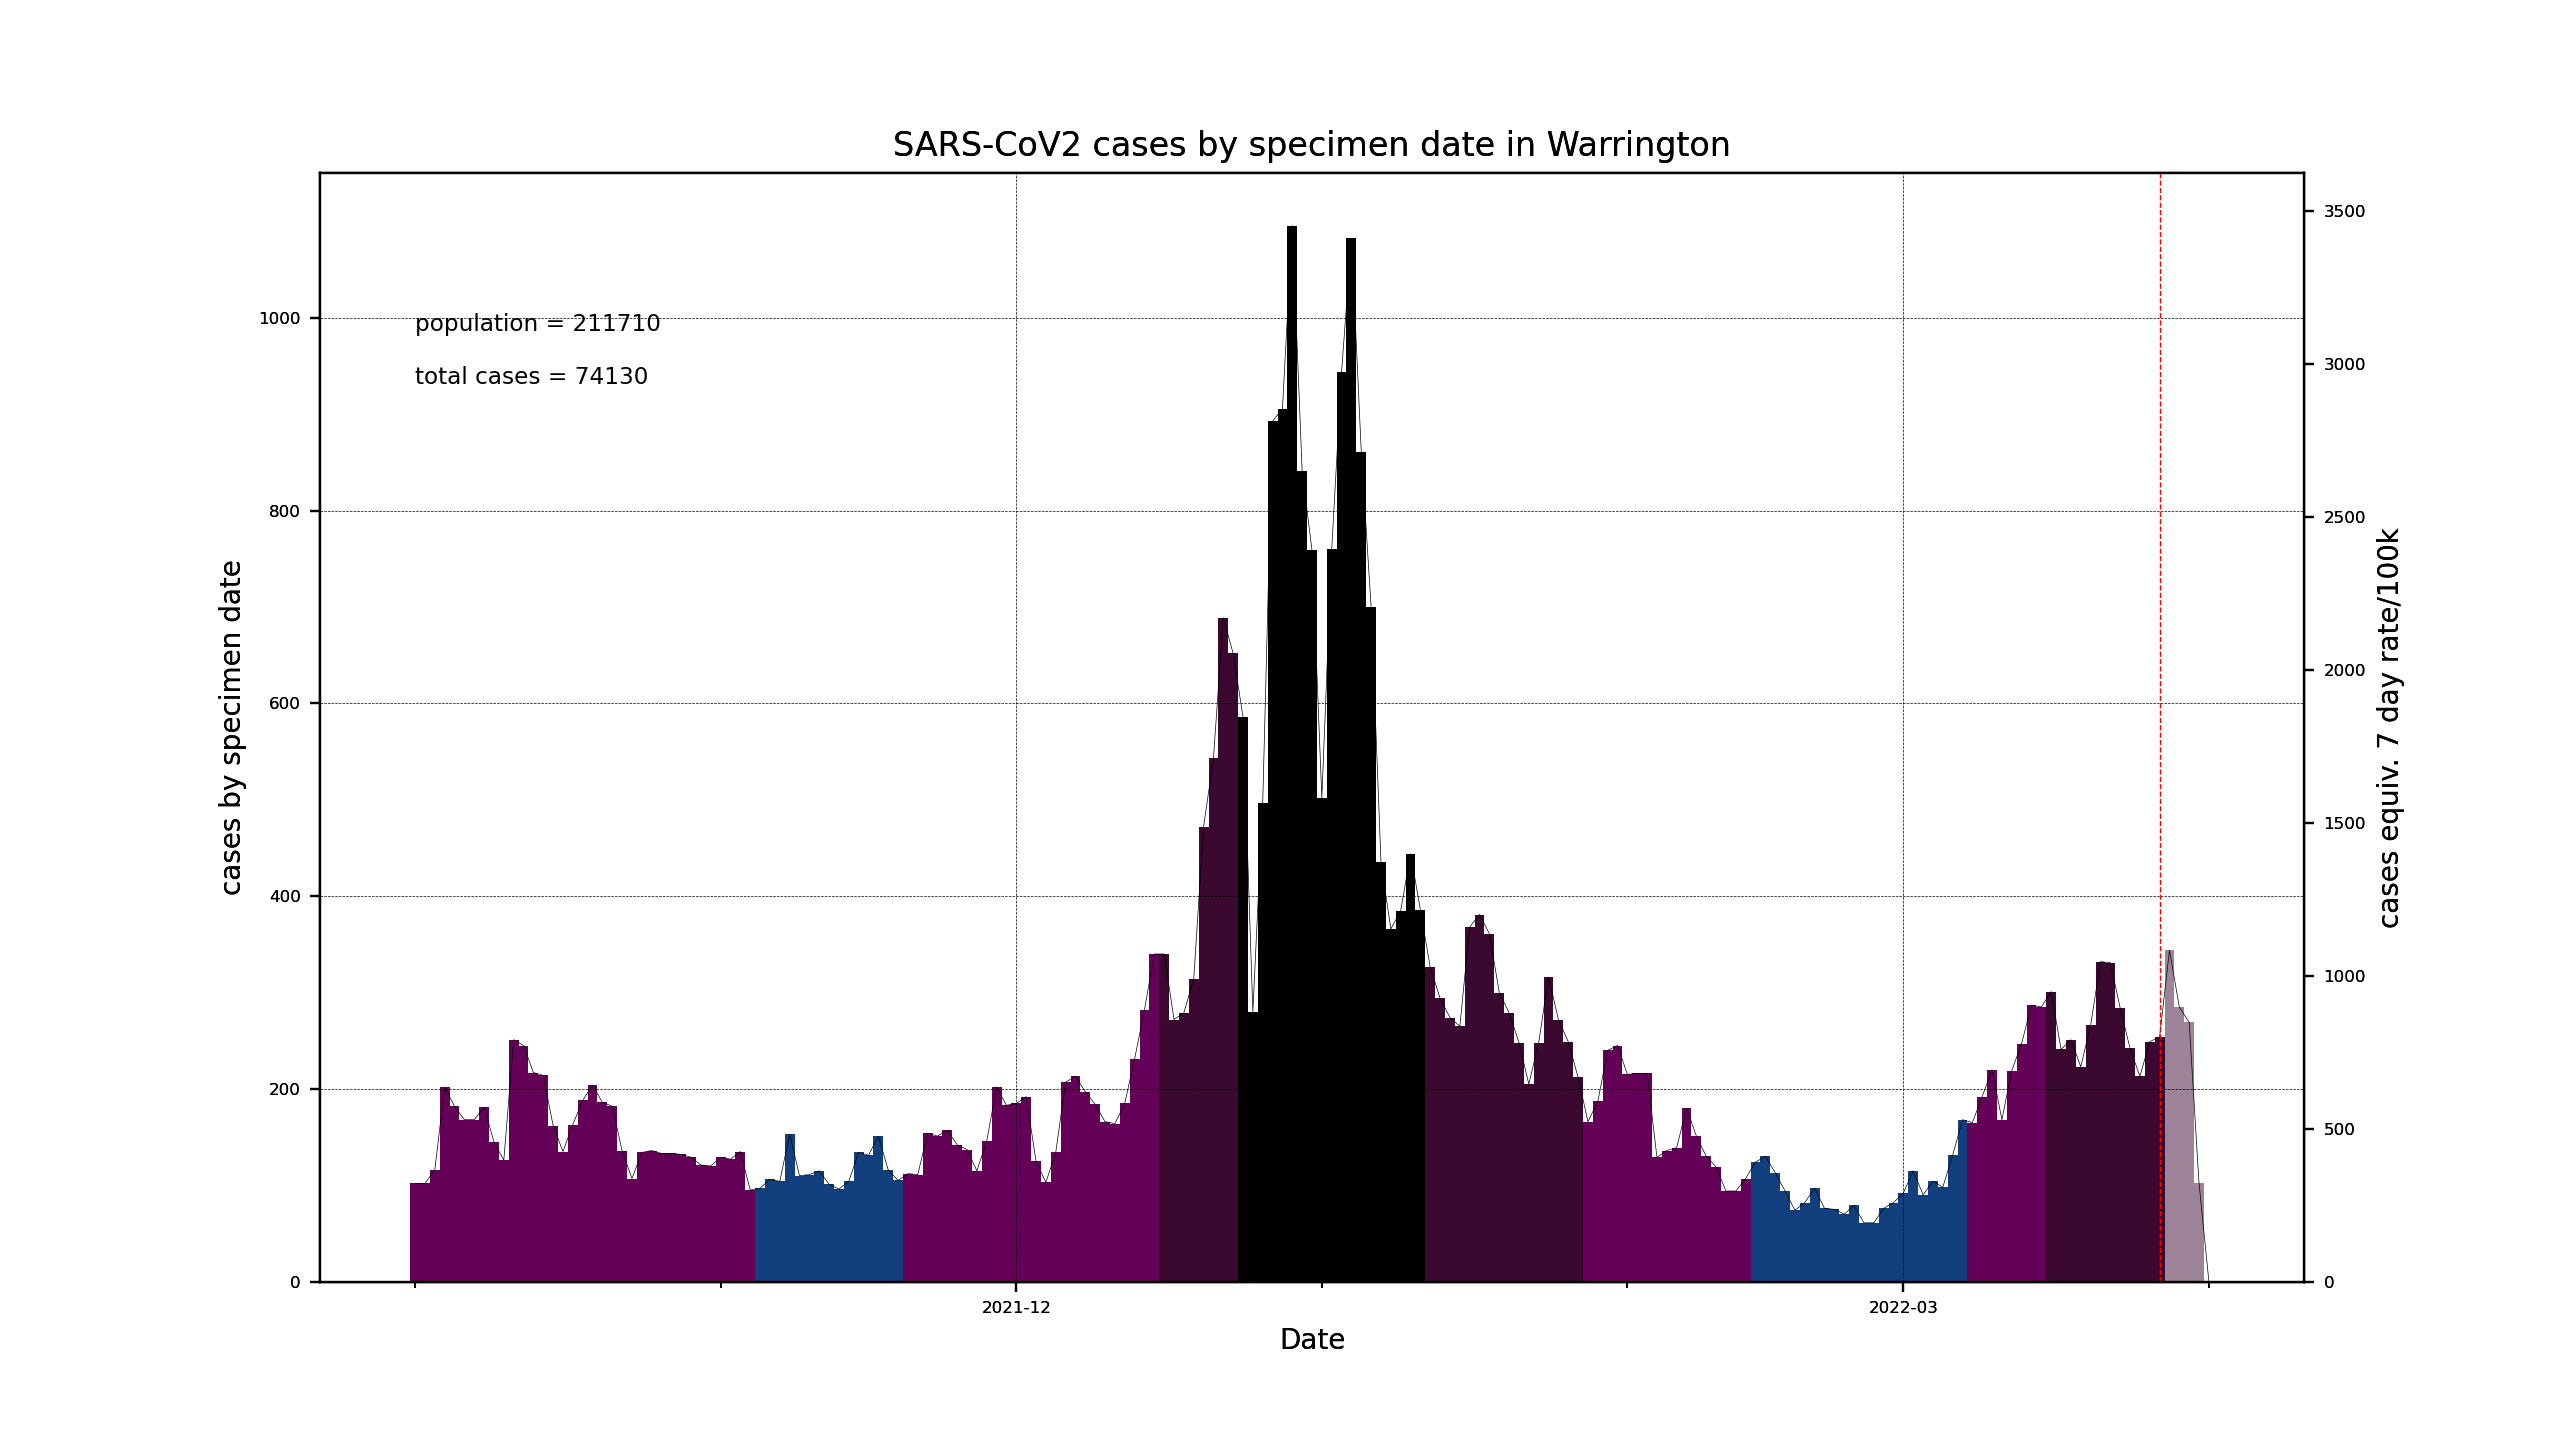 SARS-CoV2 cases by specimen date in Warrington
population = 211710
total cases = 74130
cases by specimen date
1000
800
600
400
200
0
3500
3000
2500
2000
1500
1000
500
0
cases equiv. 7 day rate/100k
2021-12
2022-03
Date